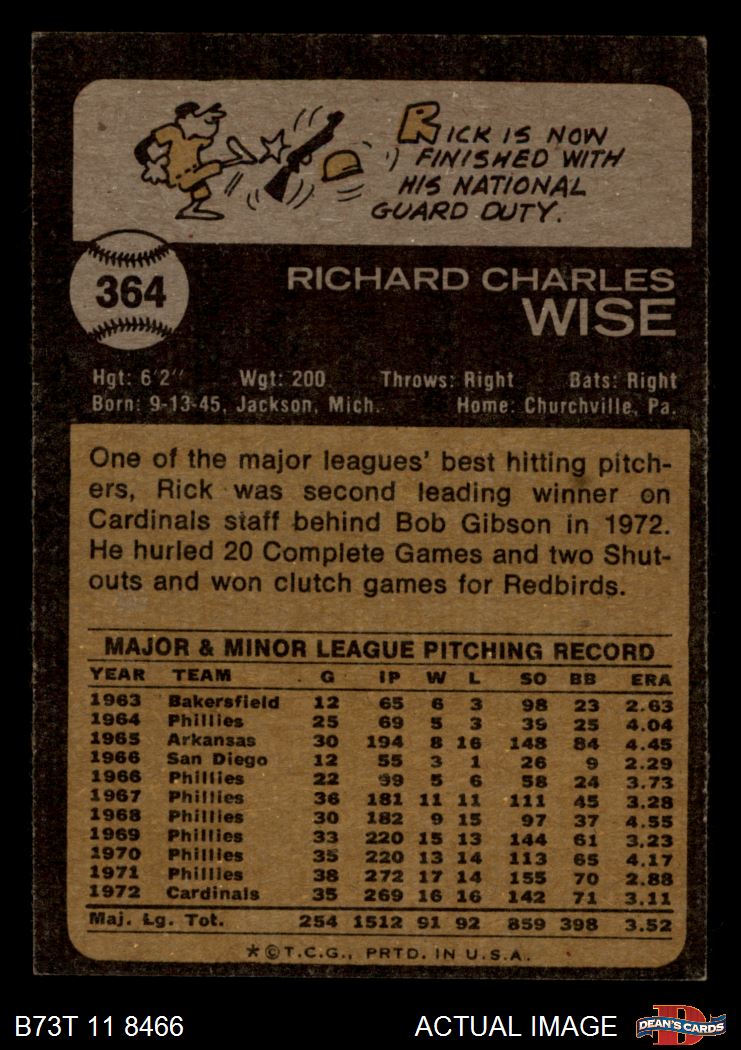 RICK IS NOW
FINISHED WITH
HIS NATIONAL
GUARD DUTY.
364
RICHARD CHARLES
WISE
Hgt: 6'2" Wgt: 200 Throws: Right Bats: Right
Born: 9-13-45, Jackson, Mich. Home: Churchville, Pa.
One of the major leagues' best hitting pitch-
ers, Rick was second leading winner on
Cardinals staff behind Bob Gibson in 1972.
He hurled 20 Complete Games and two Shut-
outs and won clutch games for Redbirds.
MAJOR & MINOR LEAGUE PITCHING RECORD
YEAR TEAM G IP W L SO BB ERA
1963 Bakersfield 12 65 6 3 98 23 2.63
1964 Phillies 25 69 5 3 39 25 4.04
1965 Arkansas 30 194 8 16 148 84 4.45
1966 San Diego 12 55 3 1 26 9 2.29
1966 Phillies 22 99 5 6 58 24 3.73
1967 Phillies 36 181 11 11 111 45 3.28
1968 Phillies 30 182 9 15 97 37 4.55
1969 Phillies 33 220 15 13 144 61 3.23
1970 Phillies 35 220 13 14 113 65 4.17
1971 Phillies 38 272 17 14 155 70 2.88
1972 Cardinals 35 269 16 16 142 71 3.11
Maj. Lg. Tot. 254 1512 91 92 859 398 3.52
*©T.C.G., PRTD. IN U.S.A.
B73T 11 8466 ACTUAL IMAGE
D
DEAN'S CARDS